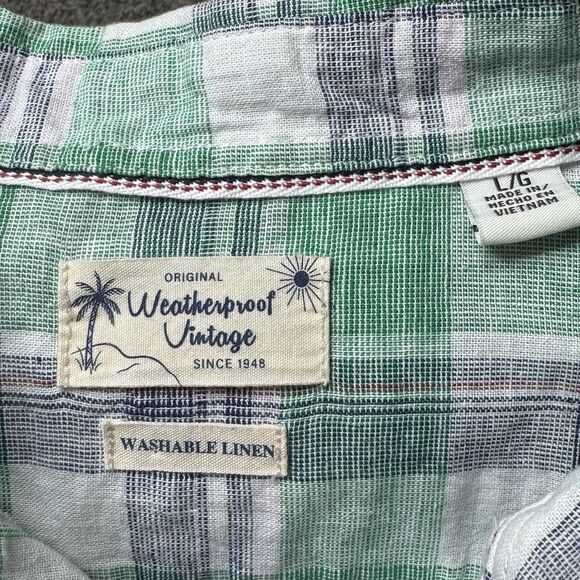 L/G
MADE IN/
HECHO EN
VIETNAM
ORIGINAL
Weatherproof
Vintage
SINCE 1948
WASHABLE LINEN